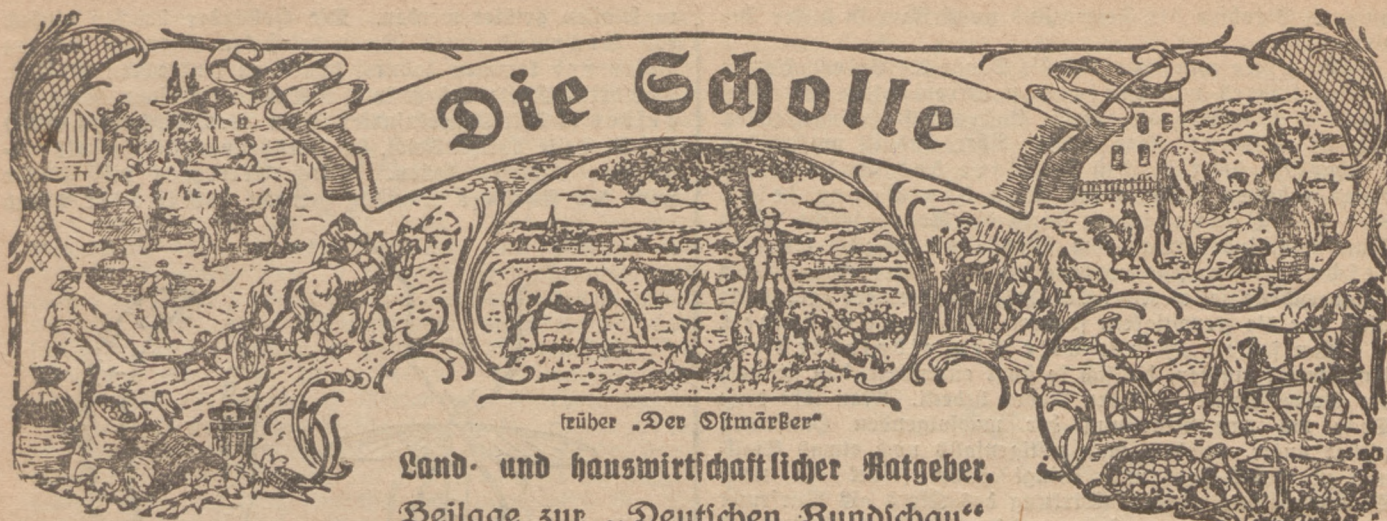 Die Scholle
früher „Der Ostmärker“
Land- und hauswirtschaftlicher Ratgeber.
Beilage zur „Deutschen Rundschau“